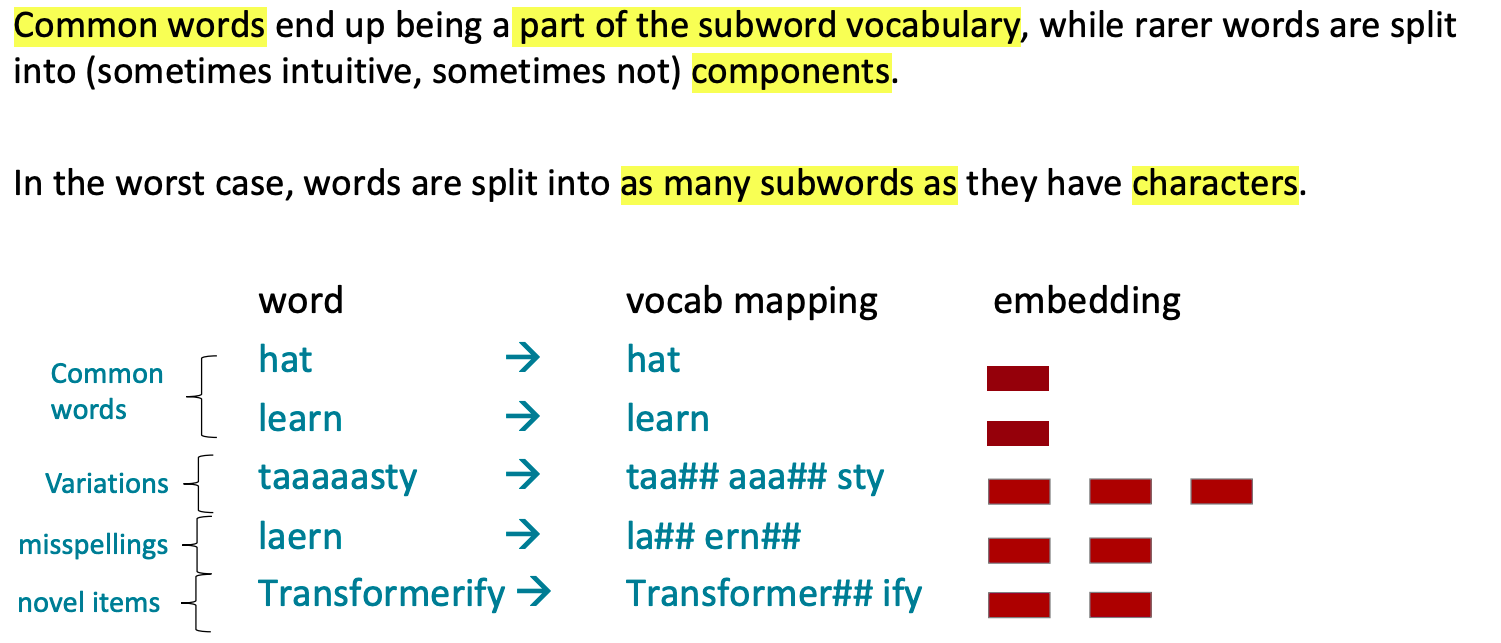 Common words end up being a part of the subword vocabulary, while rarer words are split
into (sometimes intuitive, sometimes not) components.
In the worst case, words are split into as many subwords as they have characters.
word vocab mapping embedding
Common words
hat → hat
learn → learn
Variations taaaaasty → taa## aaa## sty
misspellings laern → la## ern##
novel items Transformerify → Transformer## ify